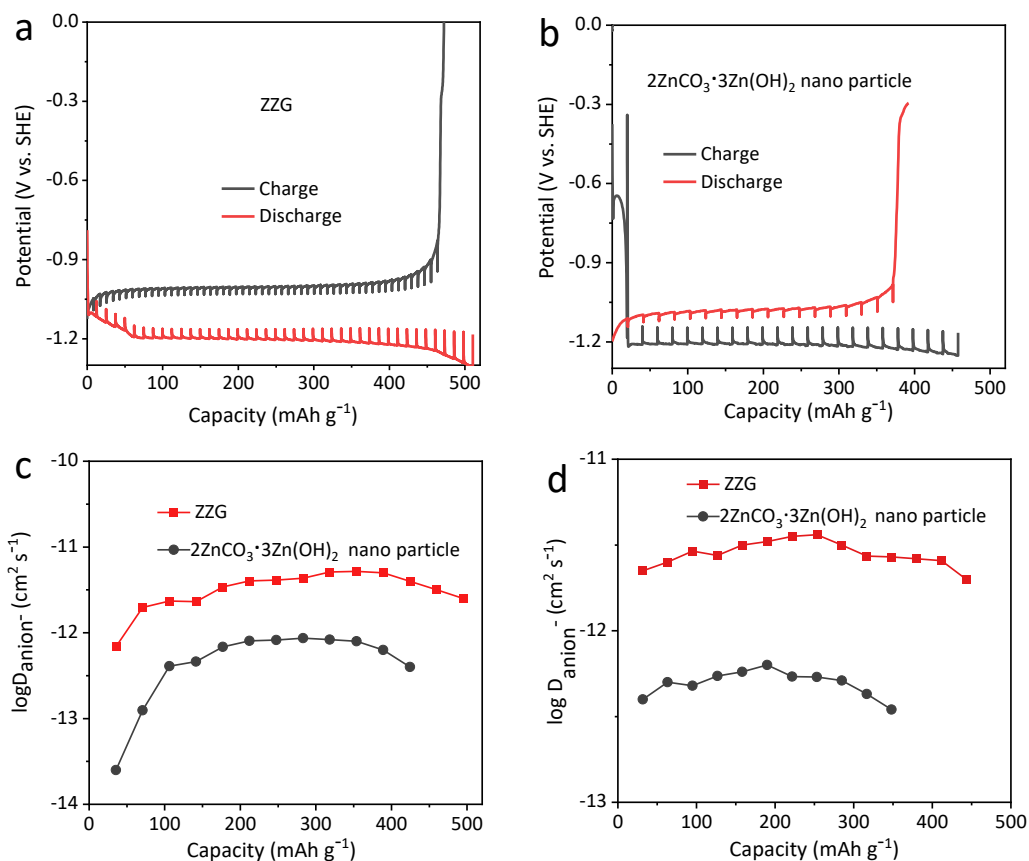 a
0.0
-0.3
-0.6
-0.9
-1.2
Potential (V vs. SHE)
ZZG
Charge
Discharge
0 100 200 300 400 500
Capacity (mAh g⁻¹)
b
0.0
-0.3
-0.6
-0.9
-1.2
Potential (V vs. SHE)
2ZnCO₃·3Zn(OH)₂ nano particle
Charge
Discharge
0 100 200 300 400 500
Capacity (mAh g⁻¹)
c
-10
-11
-12
-13
-14
logD_anion⁻ (cm² s⁻¹)
ZZG
2ZnCO₃·3Zn(OH)₂ nano particle
0 100 200 300 400 500
Capacity (mAh g⁻¹)
d
-11
-12
-13
log D_anion⁻ (cm² s⁻¹)
ZZG
2ZnCO₃·3Zn(OH)₂ nano particle
0 100 200 300 400 500
Capacity (mAh g⁻¹)